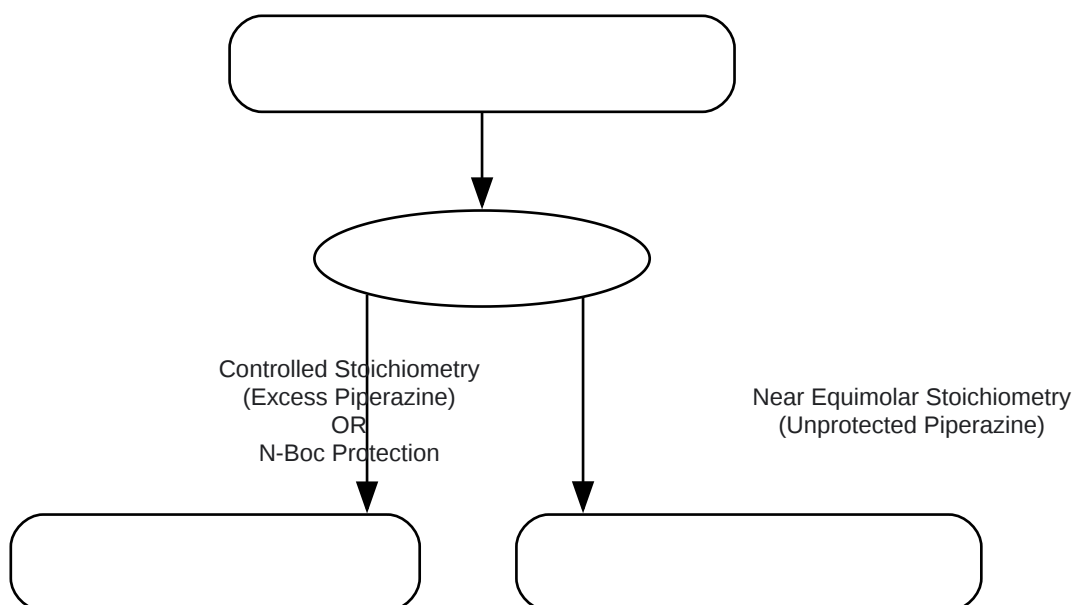 Controlled Stoichiometry
(Excess Piperazine)
OR
N-Boc Protection
Near Equimolar Stoichiometry
(Unprotected Piperazine)